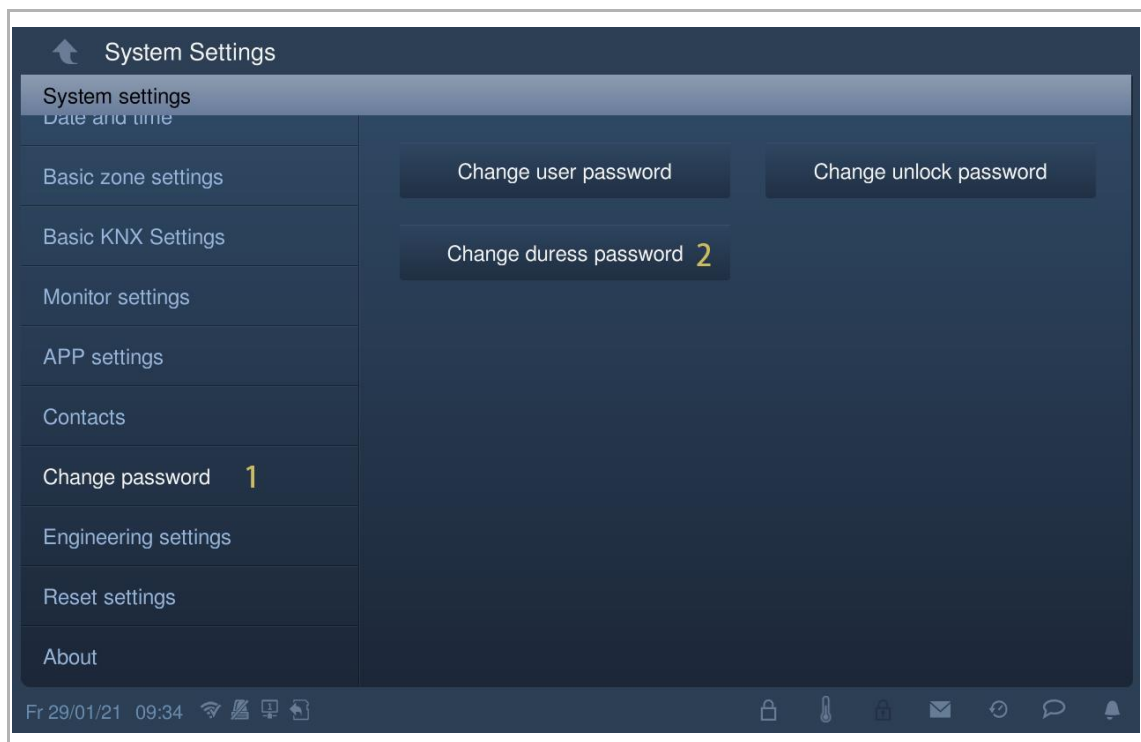 System Settings
System settings
Date and time
Basic zone settings
Change user password
Change unlock password
Basic KNX Settings
Change duress password 2
Monitor settings
APP settings
Contacts
Change password 1
Engineering settings
Reset settings
About
Fr 29/01/21 09:34